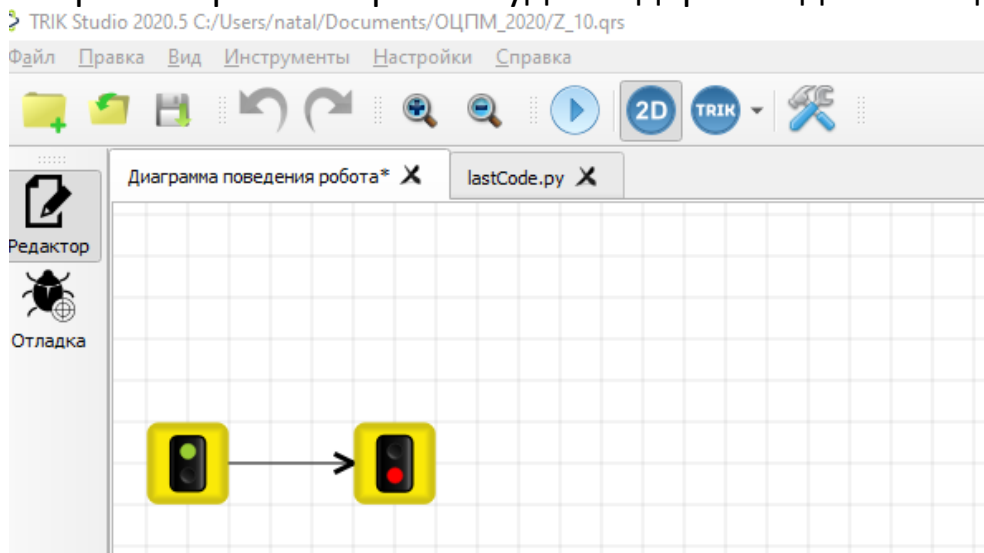 TRIK Studio 2020.5 C:/Users/natal/Documents/ОЦПМ_2020/Z_10.qrs
Файл Правка Вид Инструменты Настройки Справка
2D TRIK
Диаграмма поведения робота* lastCode.py
Редактор
Отладка